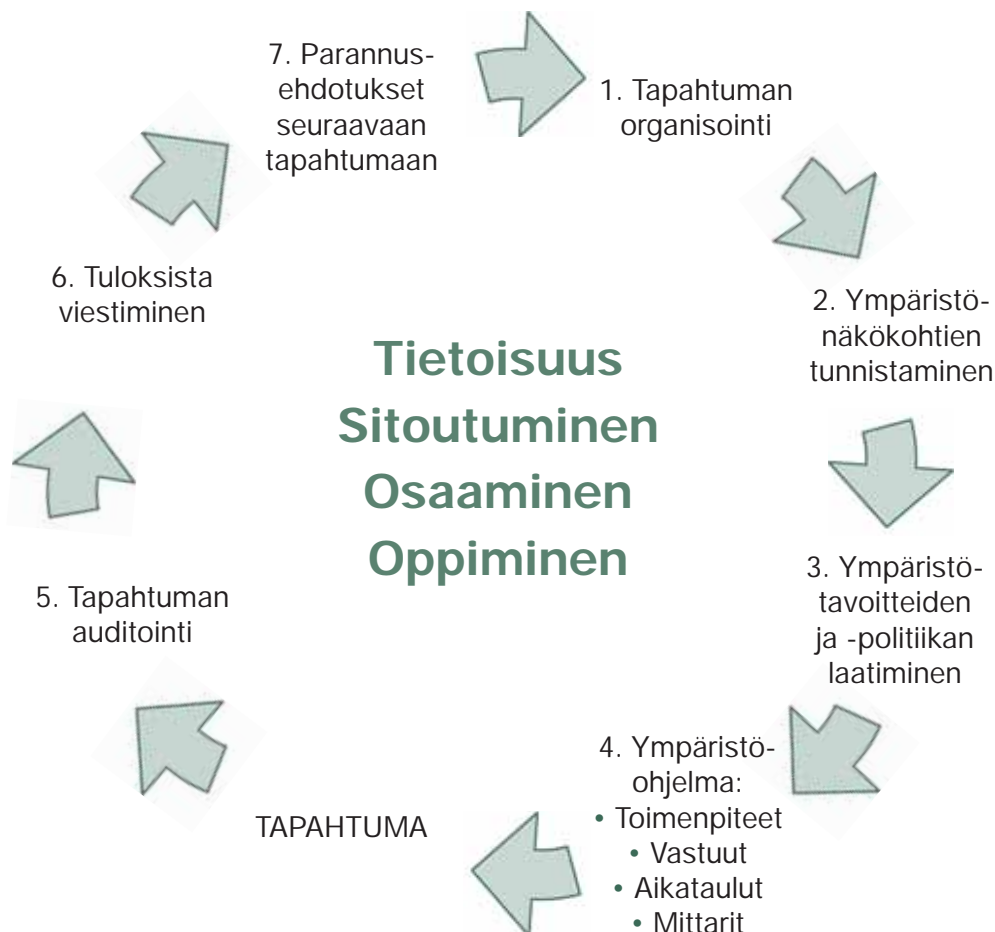 7. Parannus-
ehdotukset
seuraavaan
tapahtumaan
1. Tapahtuman
organisointi
2. Ympäristö-
näkökohtien
tunnistaminen
3. Ympäristö-
tavoitteiden
ja -politiikan
laatiminen
4. Ympäristö-
ohjelma:
• Toimenpiteet
• Vastuut
• Aikataulut
• Mittarit
TAPAHTUMA
5. Tapahtuman
auditointi
6. Tuloksista
viestiminen
Tietoisuus
Sitoutuminen
Osaaminen
Oppiminen